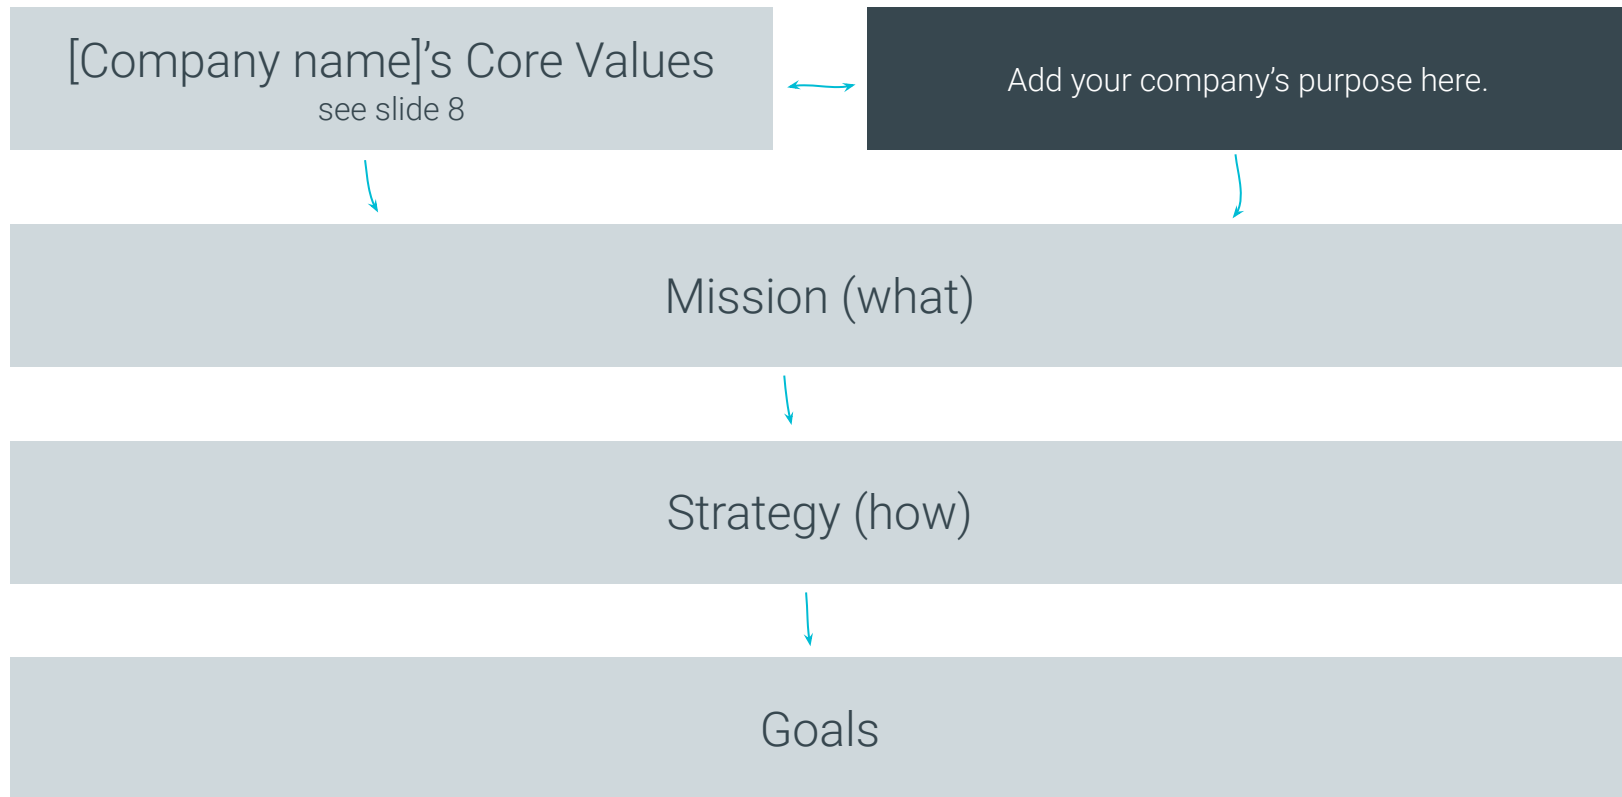 [Company name]’s Core Values
see slide 8
Add your company’s purpose here.
Mission (what)
Strategy (how)
Goals